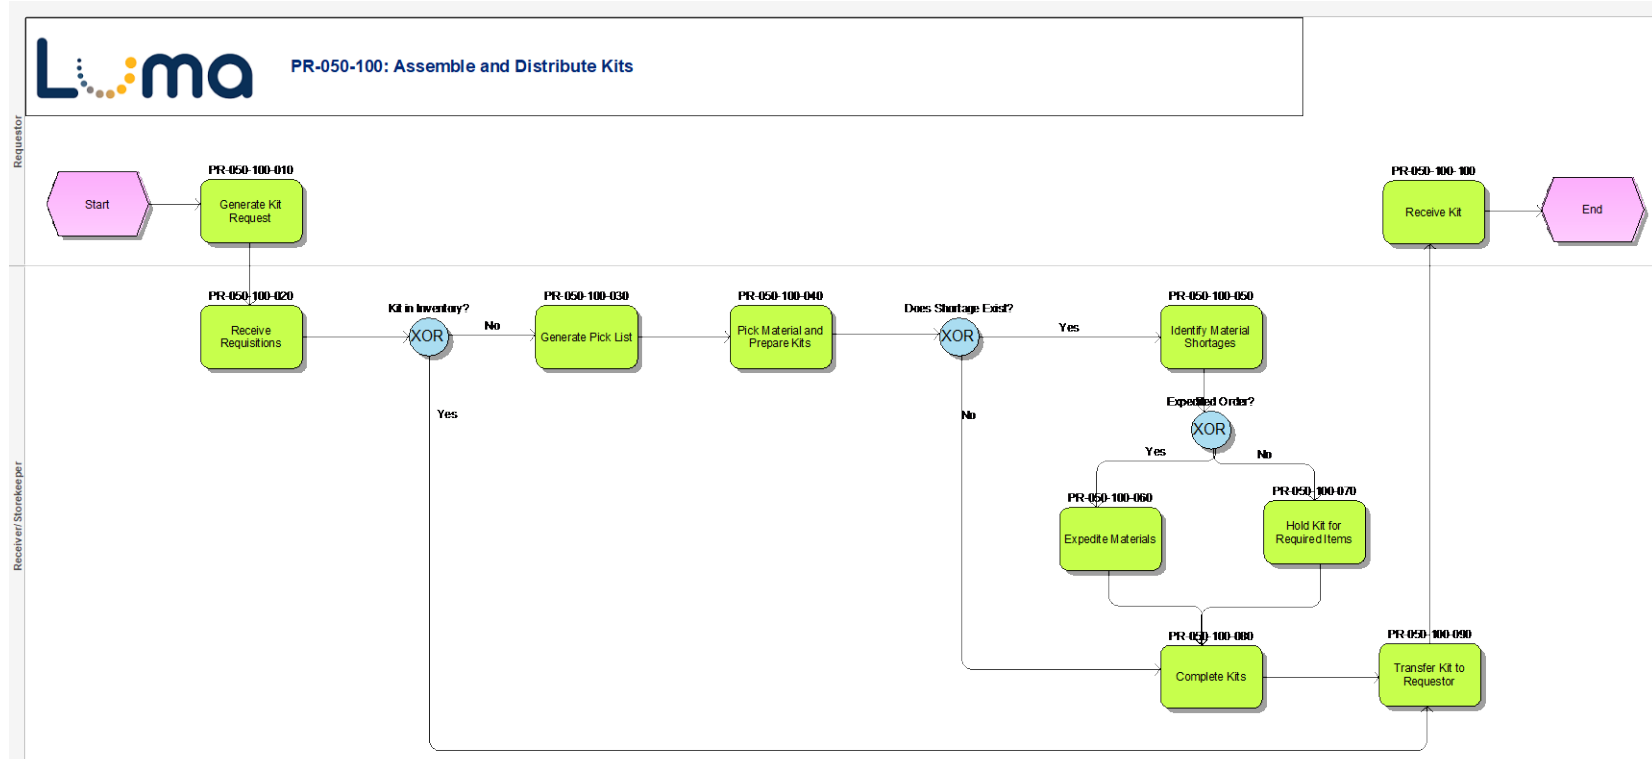 Luma
PR-050-100: Assemble and Distribute Kits
Requestor
PR-050-100-010
PR-050-100-100
Start
Generate Kit
Request
Receive Kit
End
Receiver/Storekeeper
PR-050-100-020
Kit in Inventory?
PR-050-100-030
PR-050-100-040
Does Shortage Exist?
PR-050-100-050
Receive
Requisitions
XOR
No
Generate Pick List
Pick Material and
Prepare Kits
XOR
Yes
Identify Material
Shortages
Yes
No
Expedited Order?
XOR
Yes
No
PR-050-100-060
PR-050-100-070
Expedite Materials
Hold Kit for
Required Items
PR-050-100-080
PR-050-100-090
Complete Kits
Transfer Kit to
Requestor